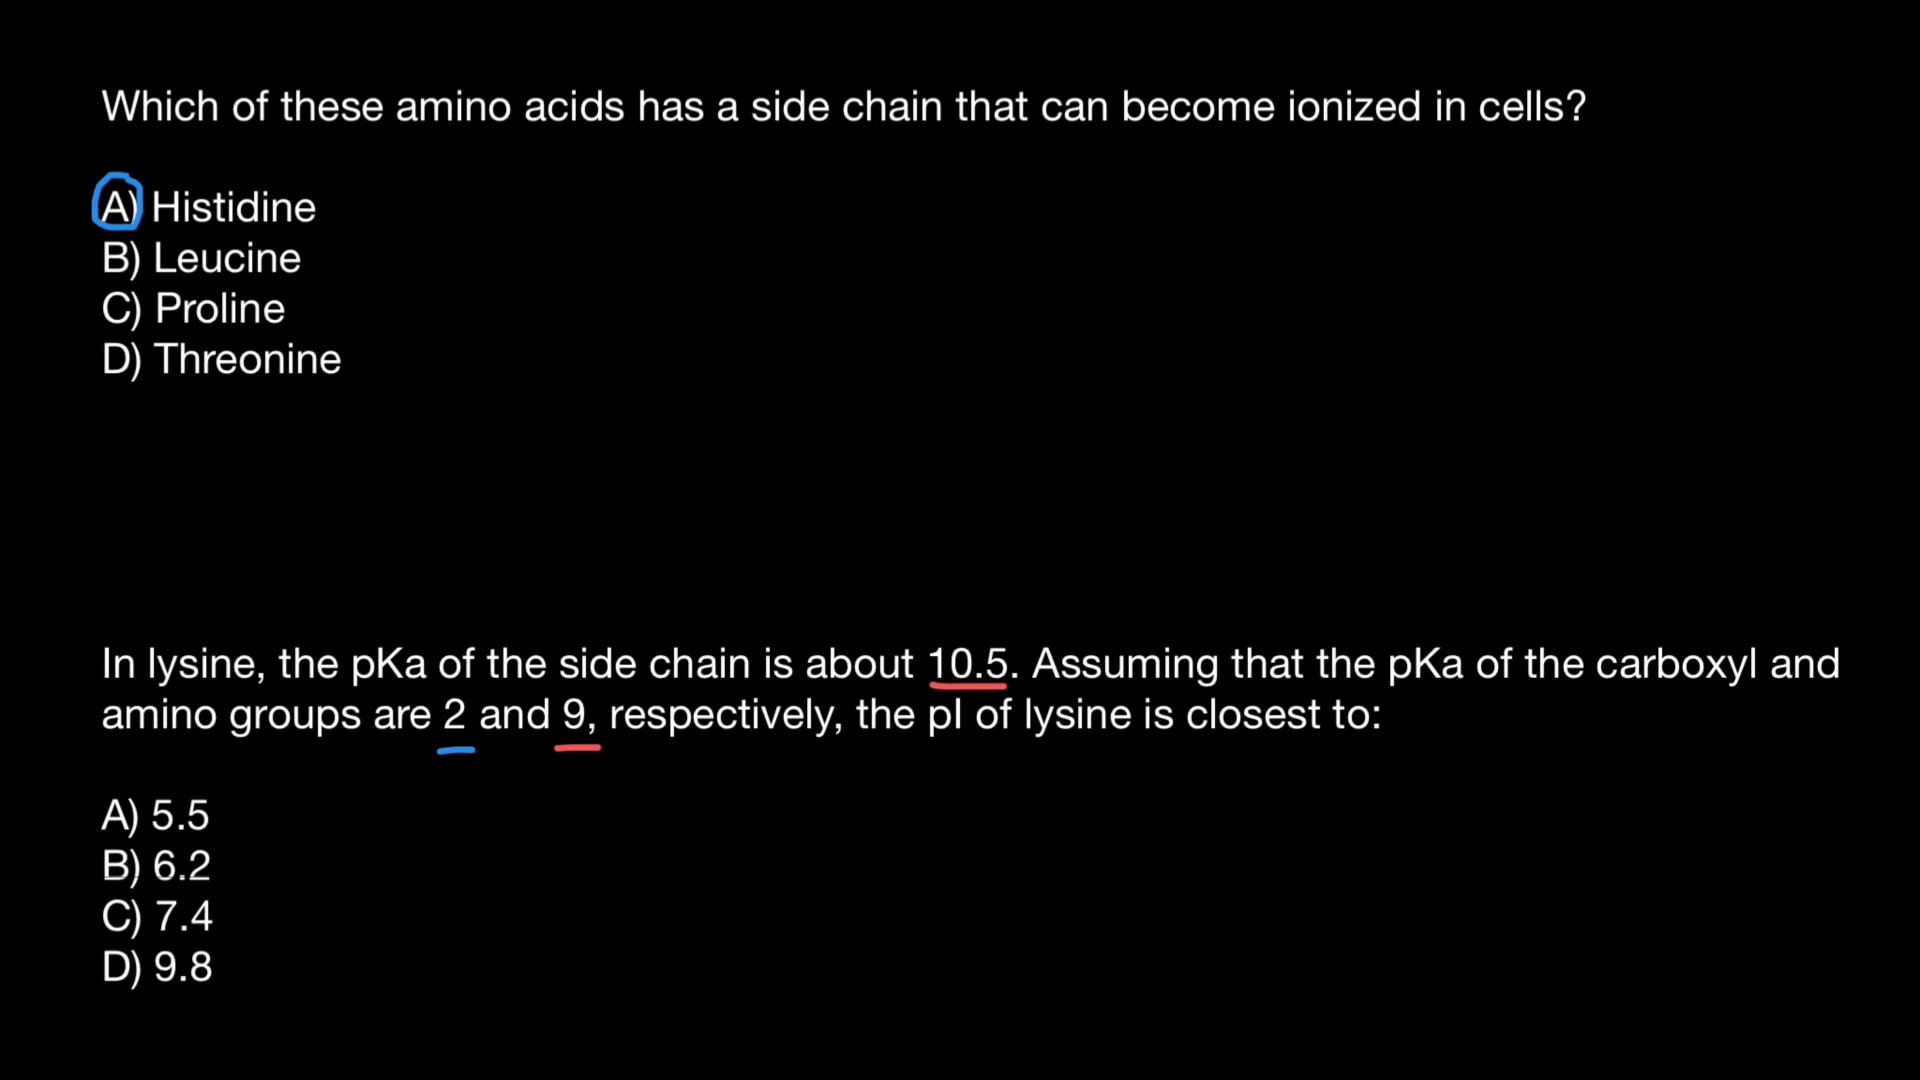 Which of these amino acids has a side chain that can become ionized in cells?
A) Histidine
B) Leucine
C) Proline
D) Threonine
In lysine, the pKa of the side chain is about 10.5. Assuming that the pKa of the carboxyl and
amino groups are 2 and 9, respectively, the pI of lysine is closest to:
A) 5.5
B) 6.2
C) 7.4
D) 9.8